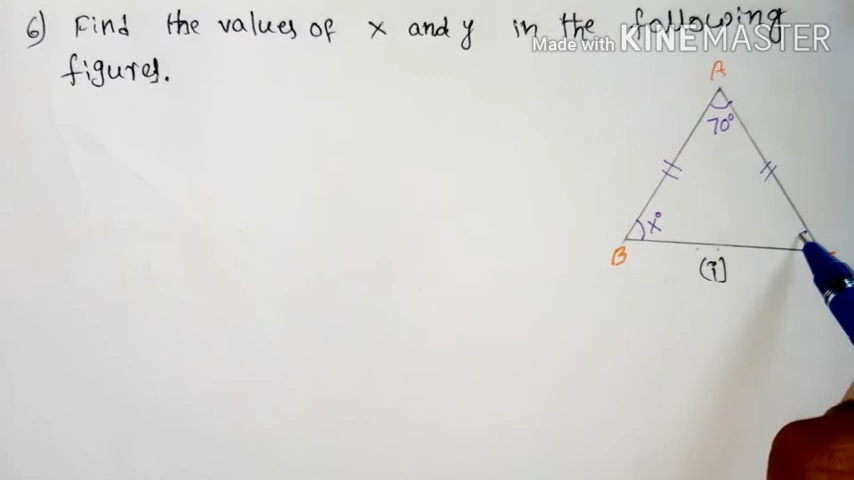 6) Find the values of x and y in the following
Made with KINEMASTER
figures.
A
70°
x°
B
(i)